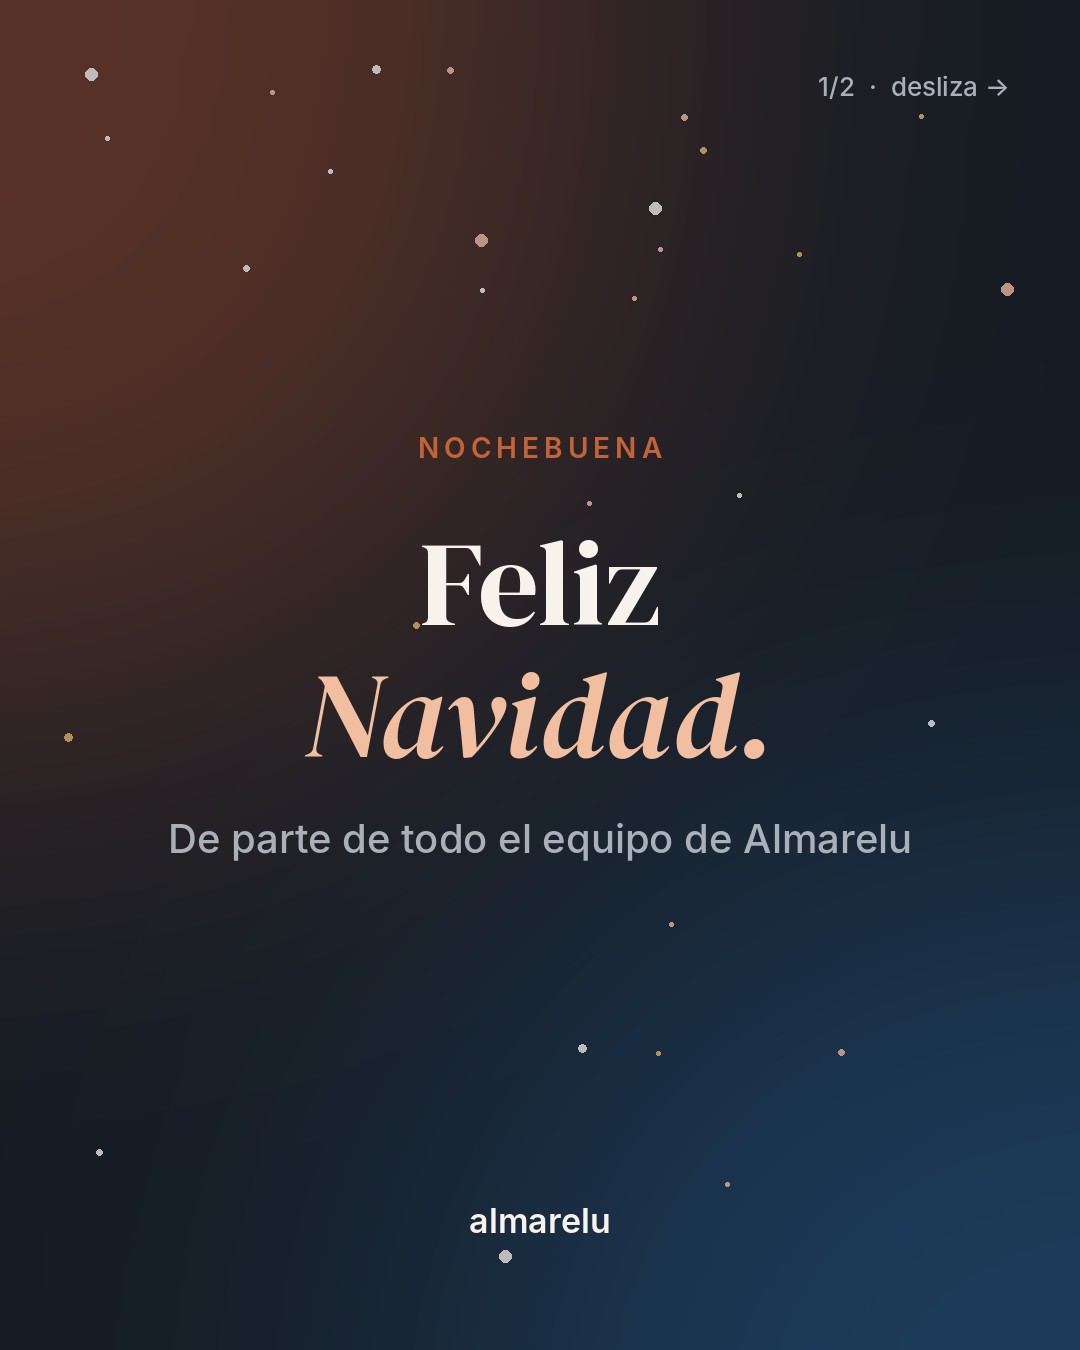 1/2 · desliza →
NOCHEBUENA
Feliz
Navidad.
De parte de todo el equipo de Almarelu
almarelu